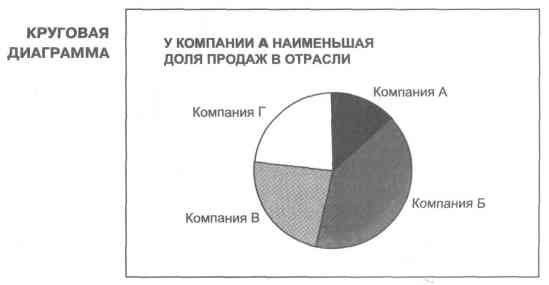 КРУГОВАЯ
ДИАГРАММА
У КОМПАНИИ А НАИМЕНЬШАЯ
ДОЛЯ ПРОДАЖ В ОТРАСЛИ
Компания А
Компания Г
Компания Б
Компания В